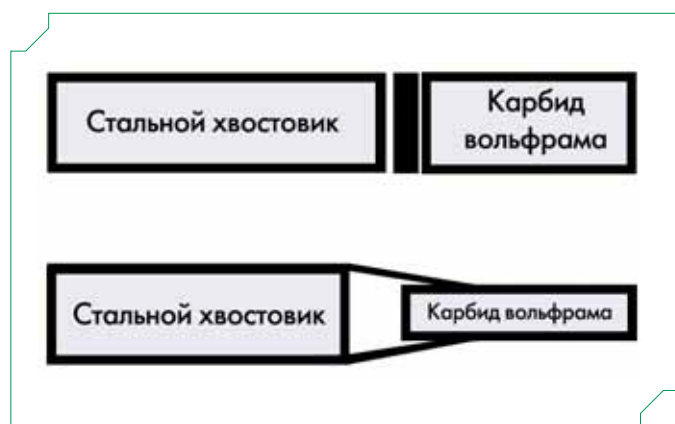 Стальной хвостовик
Карбид
вольфрама
Стальной хвостовик
Карбид вольфрама